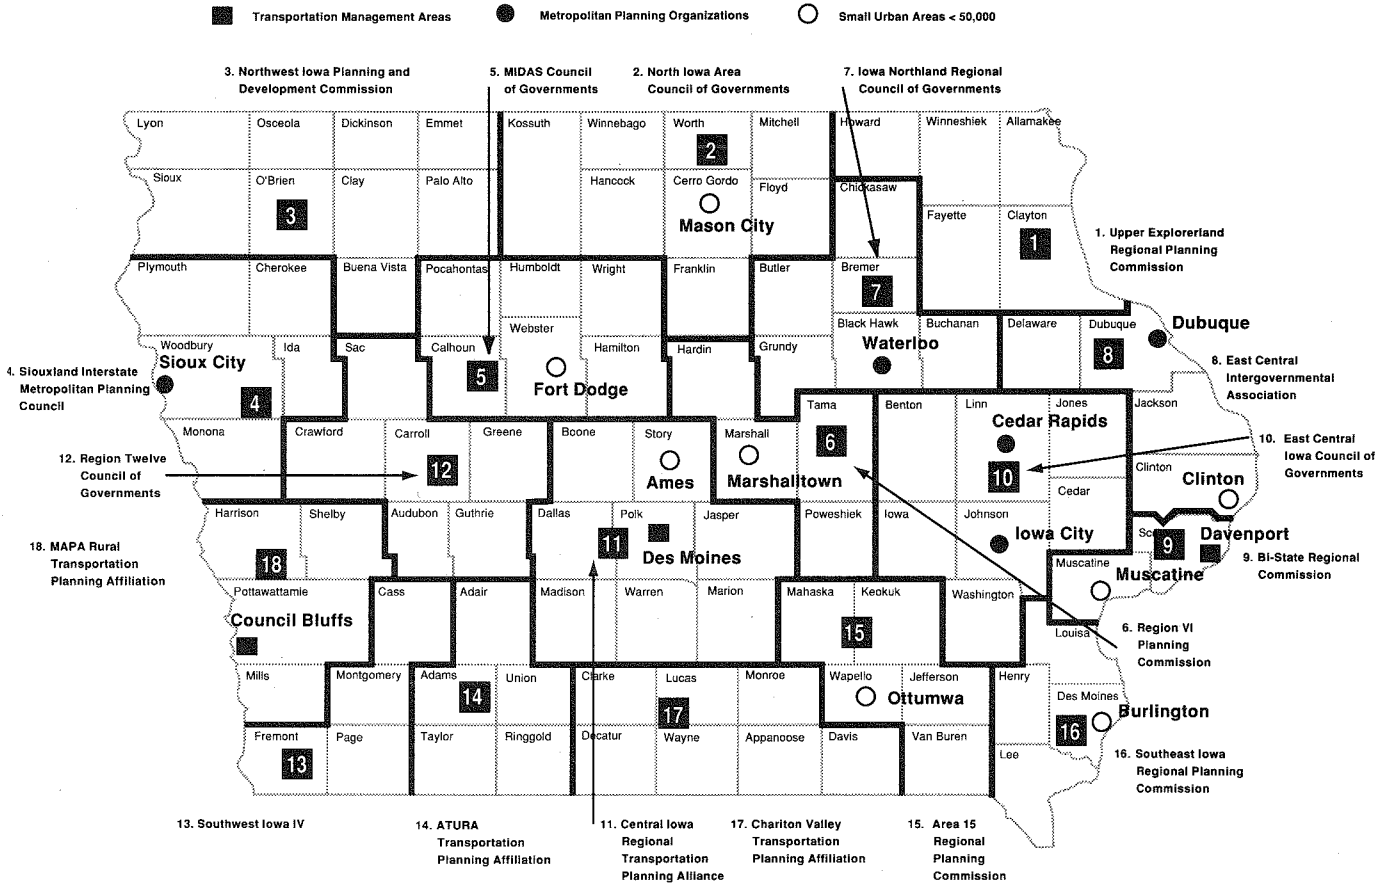 Transportation Management Areas
Metropolitan Planning Organizations
Small Urban Areas < 50,000
3. Northwest Iowa Planning and
Development Commission
5. MIDAS Council
of Governments
2. North Iowa Area
Council of Governments
7. Iowa Northland Regional
Council of Governments
Lyon
Osceola
Dickinson
Emmet
Kossuth
Winnebago
Worth
Mitchell
Howard
Winneshiek
Allamakee
2
Sioux
O'Brien
Clay
Palo Alto
Hancock
Cerro Gordo
Floyd
Chickasaw
3
Mason City
Fayette
Clayton
1
1. Upper Explorerland
Regional Planning
Commission
Plymouth
Cherokee
Buena Vista
Pocahontas
Humboldt
Wright
Franklin
Butler
Bremer
7
Webster
Black Hawk
Buchanan
Delaware
Dubuque
Dubuque
Woodbury
Ida
Sac
Calhoun
Hamilton
Hardin
Grundy
Waterloo
8
Sioux City
5
Fort Dodge
4. Siouxland Interstate
Metropolitan Planning
Council
4
8. East Central
Intergovernmental
Association
Monona
Crawford
Carroll
Greene
Boone
Story
Marshall
Tama
Benton
Linn
Jones
Jackson
6
Cedar Rapids
10. East Central
Iowa Council of
Governments
12. Region Twelve
Council of
Governments
12
Ames
Marshalltown
10
Clinton
Clinton
Cedar
Harrison
Shelby
Audubon
Guthrie
Dallas
Polk
Jasper
Poweshiek
Iowa
Johnson
Iowa City
Sc
9
Davenport
18. MAPA Rural
Transportation
Planning Affiliation
18
11
Des Moines
Muscatine
Muscatine
9. Bi-State Regional
Commission
Pottawattamie
Cass
Adair
Madison
Warren
Marion
Mahaska
Keokuk
Washington
Council Bluffs
15
Louisa
6. Region VI
Planning
Commission
Mills
Montgomery
Adams
Union
Clarke
Lucas
Monroe
Wapello
Jefferson
Henry
14
Ottumwa
Des Moines
Burlington
17
16
Fremont
Page
Taylor
Ringgold
Decatur
Wayne
Appanoose
Davis
Van Buren
Lee
13
16. Southeast Iowa
Regional Planning
Commission
13. Southwest Iowa IV
14. ATURA
Transportation
Planning Affiliation
11. Central Iowa
Regional
Transportation
Planning Alliance
17. Chariton Valley
Transportation
Planning Affiliation
15. Area 15
Regional
Planning
Commission